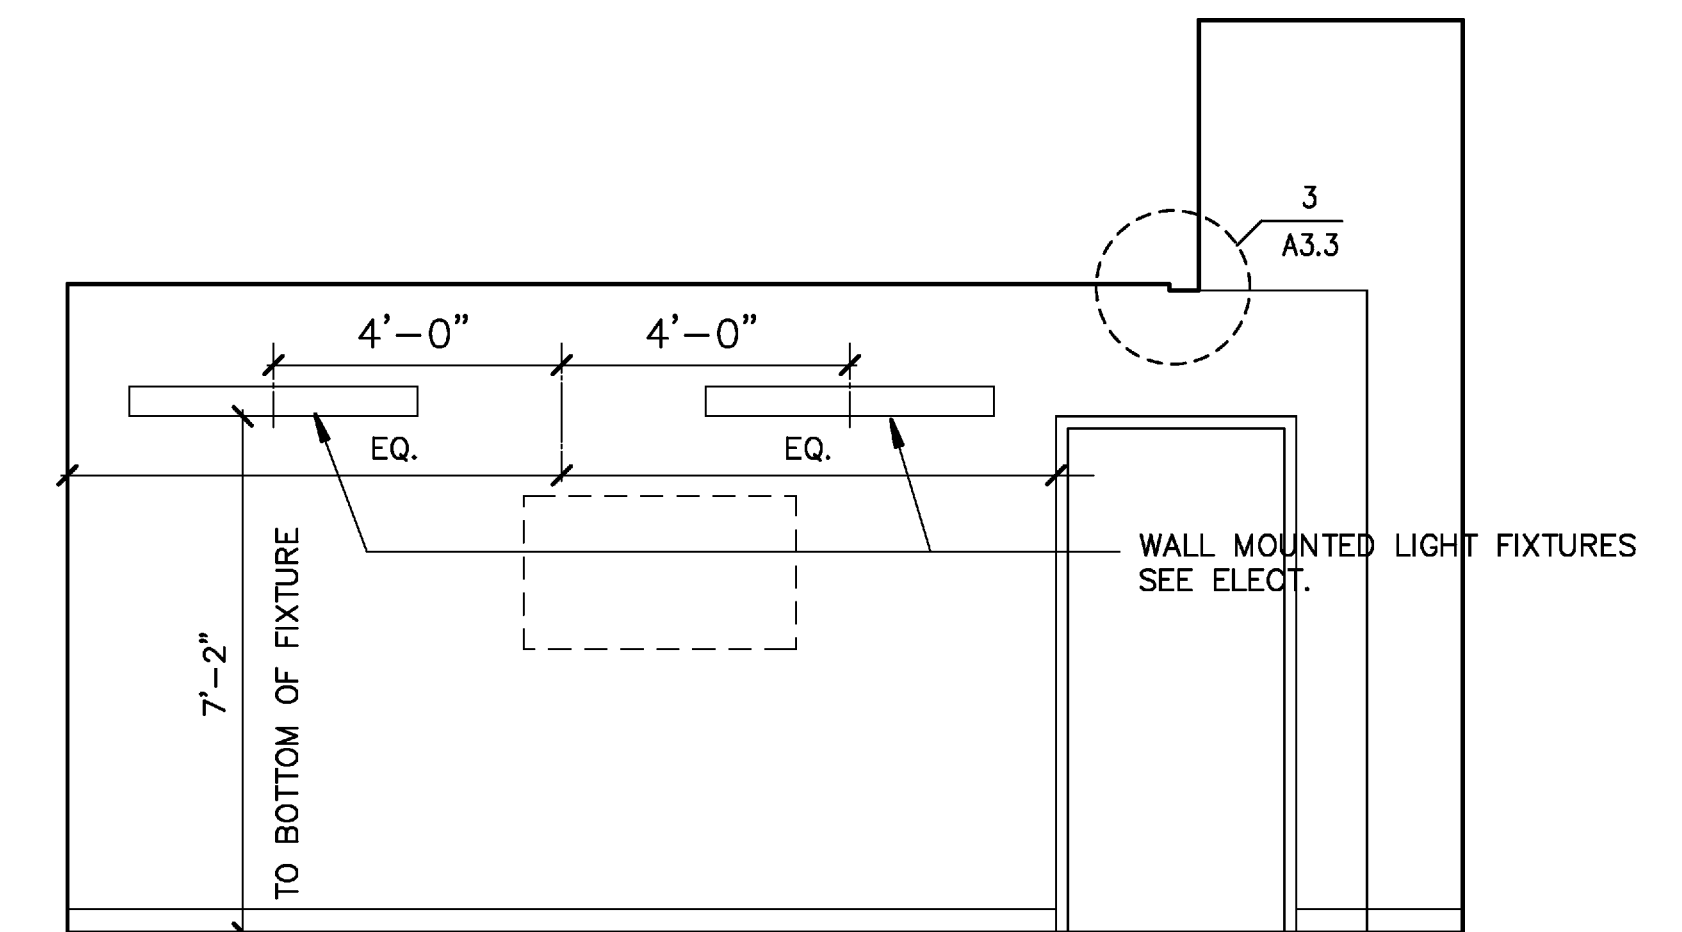 3
A3.3
4'-0" 4'-0"
EQ. EQ.
WALL MOUNTED LIGHT FIXTURES
SEE ELECT.
7'-2"
TO BOTTOM OF FIXTURE